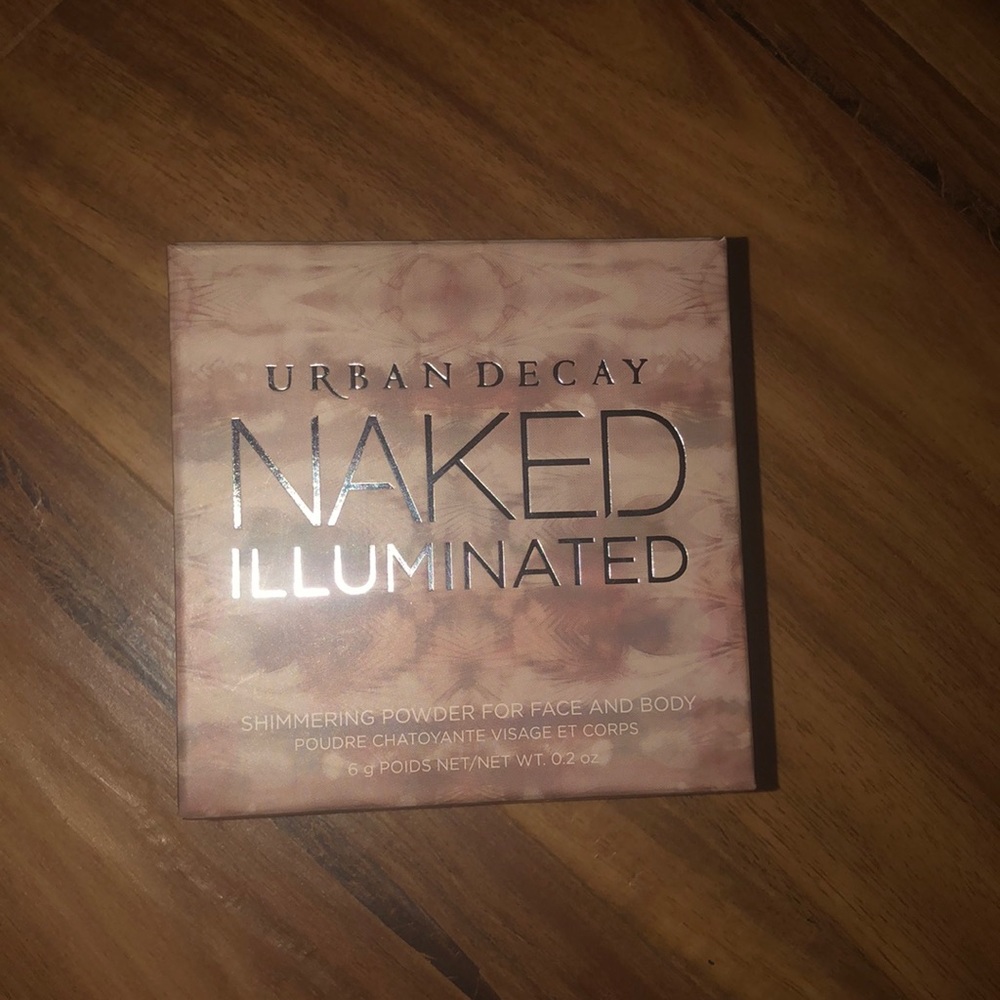 URBAN DECAY
NAKED
ILLUMINATED
SHIMMERING POWDER FOR FACE AND BODY
POUDRE CHATOYANTE VISAGE ET CORPS
6 g POIDS NET/NET WT. 0.2 oz